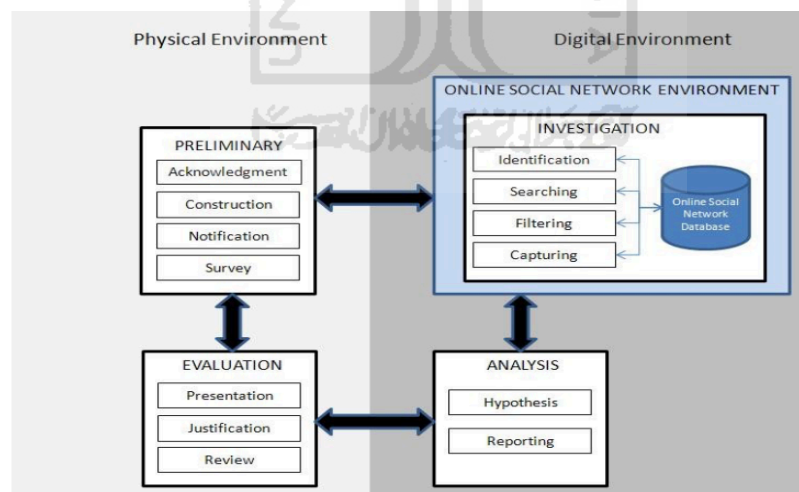 Physical Environment
Digital Environment
ONLINE SOCIAL NETWORK ENVIRONMENT
PRELIMINARY
Acknowledgment
Construction
Notification
Survey
INVESTIGATION
Identification
Searching
Filtering
Capturing
Online Social
Network
Database
EVALUATION
Presentation
Justification
Review
ANALYSIS
Hypothesis
Reporting